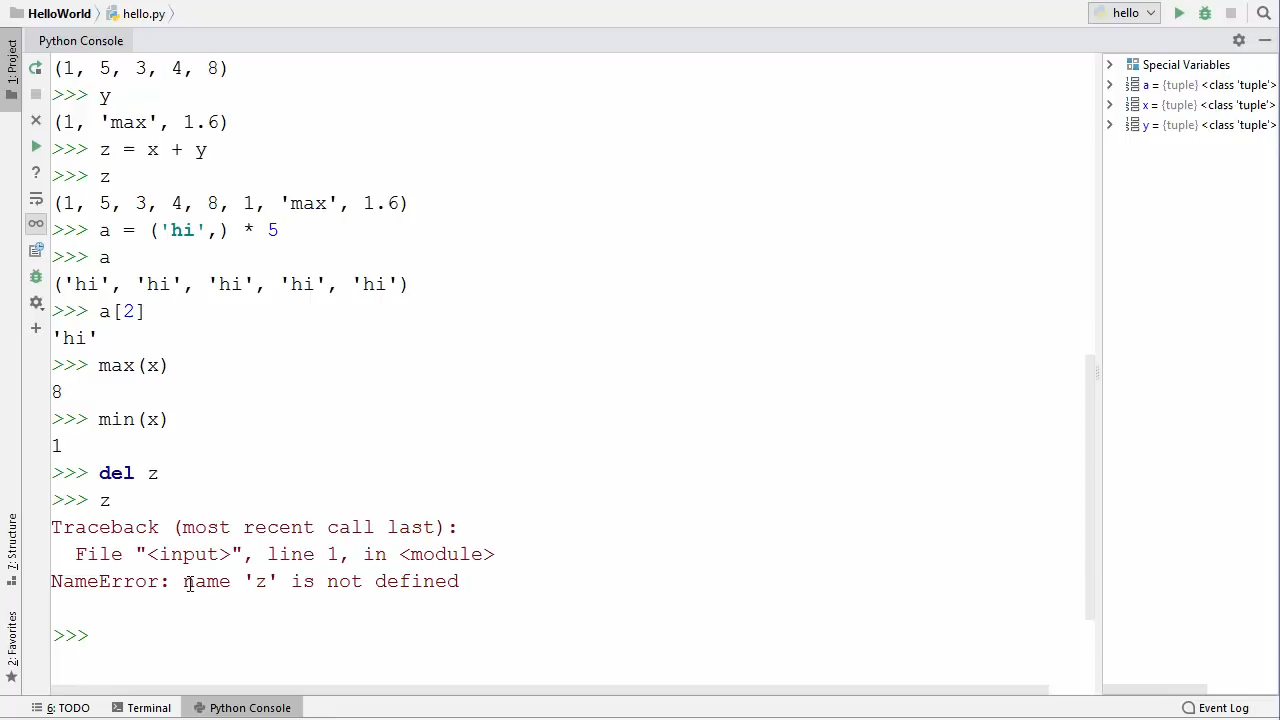 HelloWorld hello.py hello
1: Project
Python Console
(1, 5, 3, 4, 8)
>>> y
(1, 'max', 1.6)
>>> z = x + y
>>> z
(1, 5, 3, 4, 8, 1, 'max', 1.6)
>>> a = ('hi',) * 5
>>> a
('hi', 'hi', 'hi', 'hi', 'hi')
>>> a[2]
'hi'
>>> max(x)
8
>>> min(x)
1
>>> del z
>>> z
Traceback (most recent call last):
  File "<input>", line 1, in <module>
NameError: name 'z' is not defined
>>>
Special Variables
a = {tuple} <class 'tuple'>
x = {tuple} <class 'tuple'>
y = {tuple} <class 'tuple'>
7: Structure
2: Favorites
6: TODO Terminal Python Console Event Log